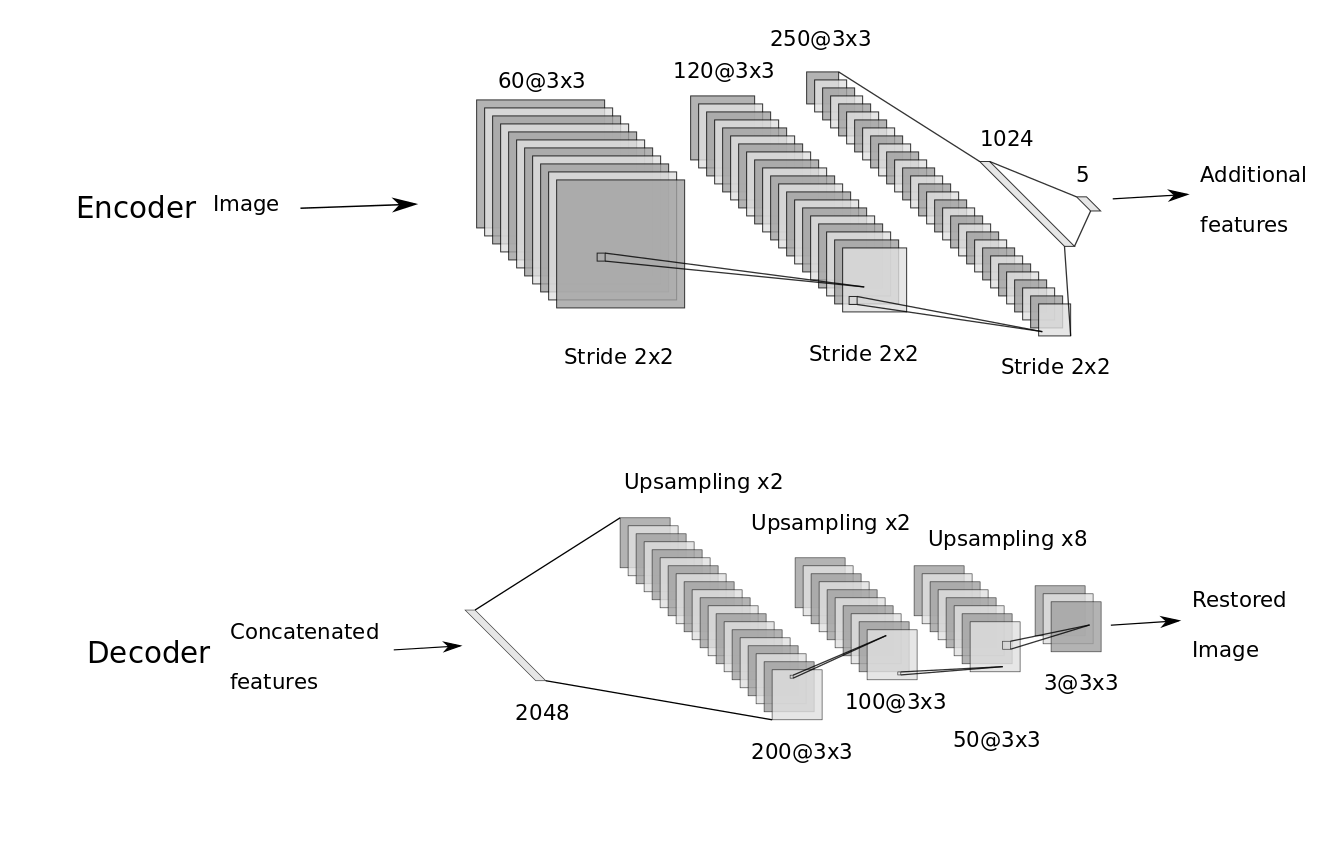 250@3x3
60@3x3
120@3x3
1024
5
Additional
features
Encoder
Image
Stride 2x2
Stride 2x2
Stride 2x2
Upsampling x2
Upsampling x2
Upsampling x8
Restored
Image
Concatenated
features
Decoder
2048
200@3x3
100@3x3
50@3x3
3@3x3